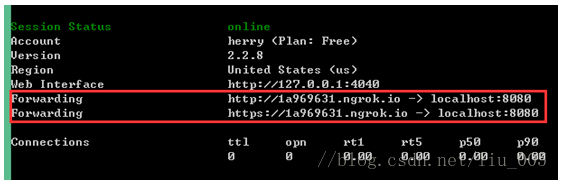 Session Status online
Account herry (Plan: Free)
Version 2.2.8
Region United States (us)
Web Interface http://127.0.0.1:4040
Forwarding http://1a969631.ngrok.io -> localhost:8080
Forwarding https://1a969631.ngrok.io -> localhost:8080
Connections ttl opn rt1 rt5 p50 p90
0 0 0.00 0.00 0.00 0.00
//blog.csdn.net/liu_005